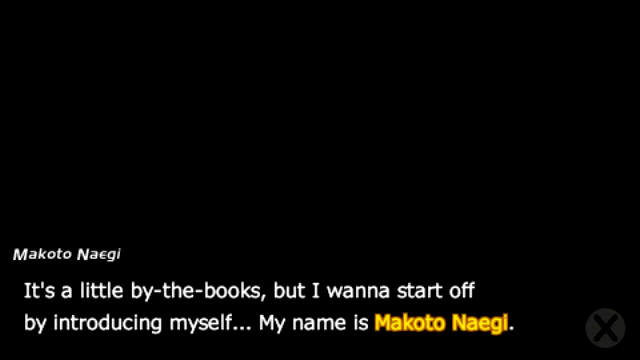 Makoto Naegi
It's a little by-the-books, but I wanna start off
by introducing myself... My name is Makoto Naegi.